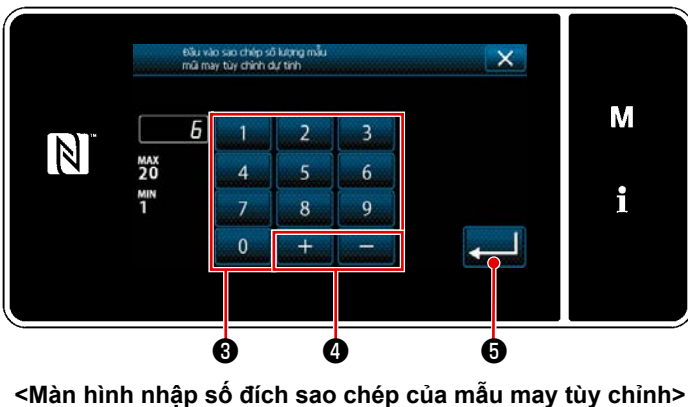 Đầu vào sao chép số lượng mẫu
mũi may tùy chỉnh dự tính
6
MAX
20
MIN
1
1 2 3
4 5 6
7 8 9
0 + −
M
i
❸ ❹ ❺
<Màn hình nhập số đích sao chép của mẫu may tùy chỉnh>